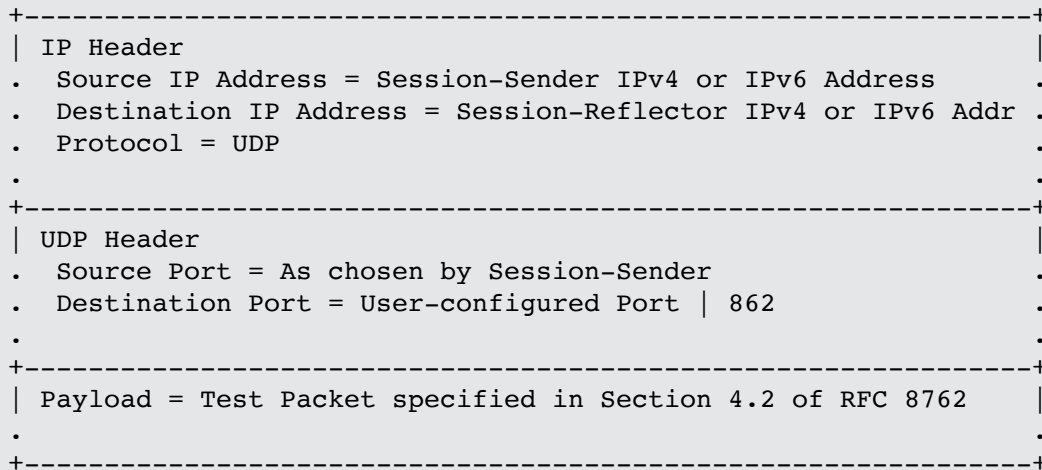 +---------------------------------------------------------------+
| IP Header                                                     |
.  Source IP Address = Session-Sender IPv4 or IPv6 Address      .
.  Destination IP Address = Session-Reflector IPv4 or IPv6 Addr .
.  Protocol = UDP                                               .
.                                                               .
+---------------------------------------------------------------+
| UDP Header                                                    |
.  Source Port = As chosen by Session-Sender                    .
.  Destination Port = User-configured Port | 862                .
.                                                               .
+---------------------------------------------------------------+
| Payload = Test Packet specified in Section 4.2 of RFC 8762    |
.                                                               .
+---------------------------------------------------------------+